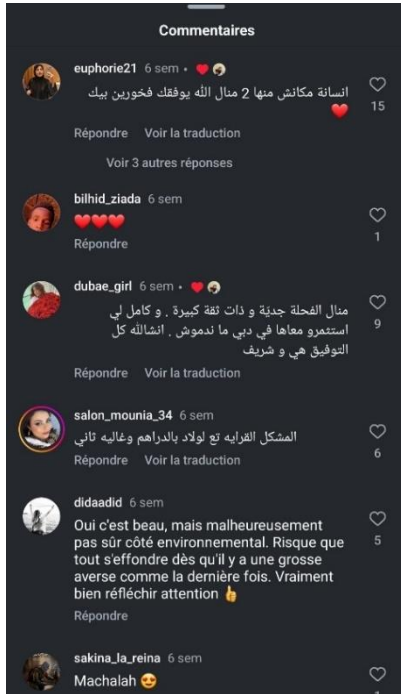 Commentaires
euphorie21 6 sem • ❤️
انسانة مكانش منها 2 منال الله يوفقك فخورين بيك
❤️
15
Répondre Voir la traduction
Voir 3 autres réponses
bilhid_ziada 6 sem
❤️❤️❤️
1
Répondre
dubae_girl 6 sem • ❤️
منال الفحلة جديّة و ذات ثقة كبيرة . و كامل لي
استثمرو معاها في دبي ما ندموش . انشالله كل
التوفيق هي و شريف
9
Répondre Voir la traduction
salon_mounia_34 6 sem
المشكل القرايه تع لولاد بالدراهم وغاليه ثاني
6
Répondre Voir la traduction
didaadid 6 sem
Oui c'est beau, mais malheureusement
pas sûr côté environnemental. Risque que
tout s'effondre dès qu'il y a une grosse
averse comme la dernière fois. Vraiment
bien réfléchir attention 👍
5
Répondre
sakina_la_reina 6 sem
Machalah 😍